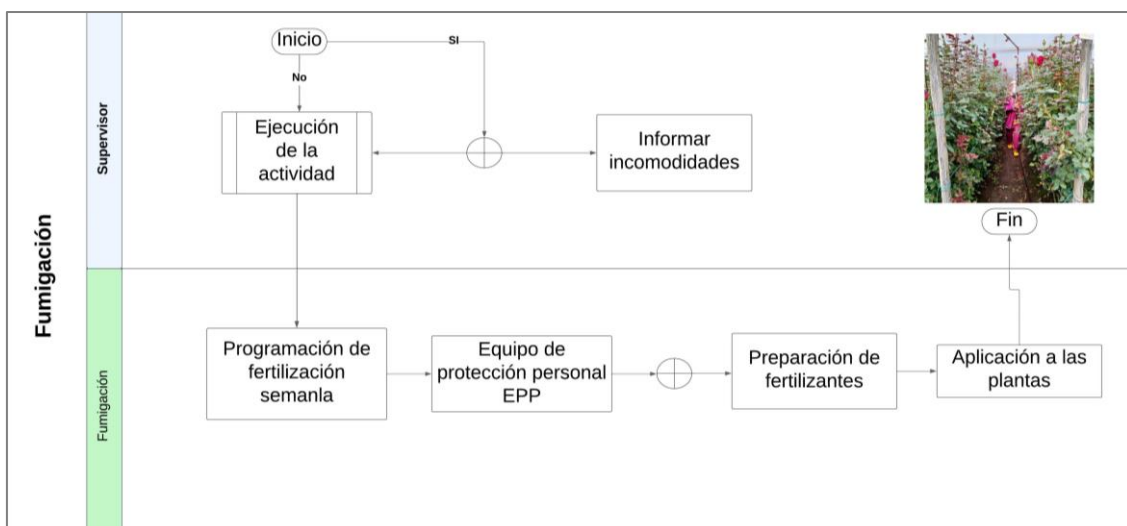 Fumigación
Supervisor
Inicio
SI
No
Ejecución
de la
actividad
Informar
incomodidades
Fin
Fumigación
Programación de
fertilización
semanla
Equipo de
protección personal
EPP
Preparación de
fertilizantes
Aplicación a las
plantas